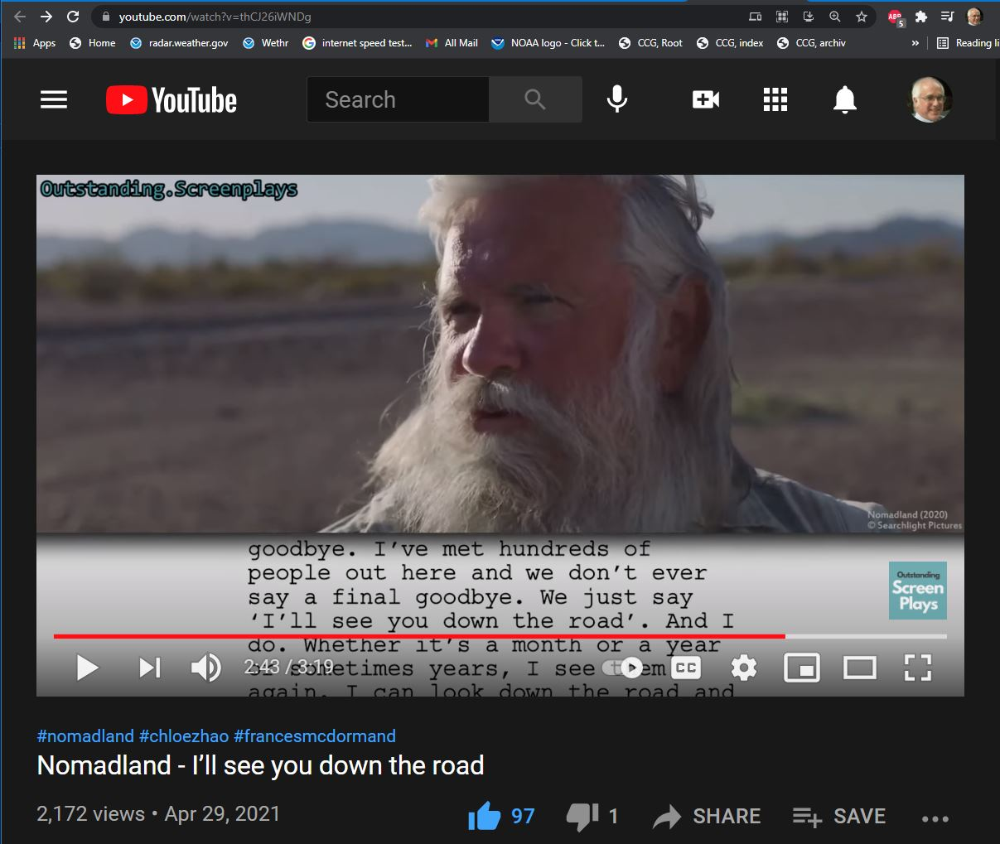 youtube.com/watch?v=thCJ26iWNDg
ABP
5
Apps Home radar.weather.gov Wethr internet speed test... All Mail NOAA logo - Click t... CCG, Root CCG, index CCG, archiv » Reading li
YouTube
Search
Outstanding.Screenplays
Nomadland (2020)
© Searchlight Pictures
goodbye. I’ve met hundreds of
people out here and we don’t ever
say a final goodbye. We just say
‘I’ll see you down the road’. And I
do. Whether it’s a month or a year
sometimes years, I see them
again. I can look down the road and
Outstanding
Screen
Plays
2:43 / 3:19
CC
#nomadland #chloezhao #francesmcdormand
Nomadland - I’ll see you down the road
2,172 views • Apr 29, 2021
97 1 SHARE SAVE ...